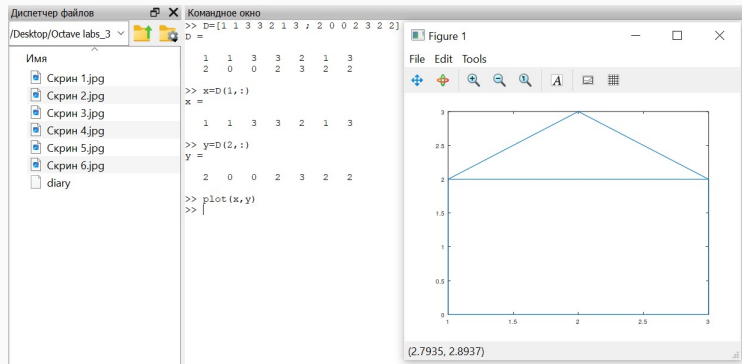 Диспетчер файлов
/Desktop/Octave labs_3
Имя
Скрин 1.jpg
Скрин 2.jpg
Скрин 3.jpg
Скрин 4.jpg
Скрин 5.jpg
Скрин 6.jpg
diary
Командное окно
>> D=[1 1 3 3 2 1 3 ; 2 0 0 2 3 2 2]
D =
1 1 3 3 2 1 3
2 0 0 2 3 2 2
>> x=D(1,:)
x =
1 1 3 3 2 1 3
>> y=D(2,:)
y =
2 0 0 2 3 2 2
>> plot(x,y)
>>
Figure 1
File Edit Tools
A
3
2.5
2
1.5
1
0.5
0
1 1.5 2 2.5 3
(2.7935, 2.8937)